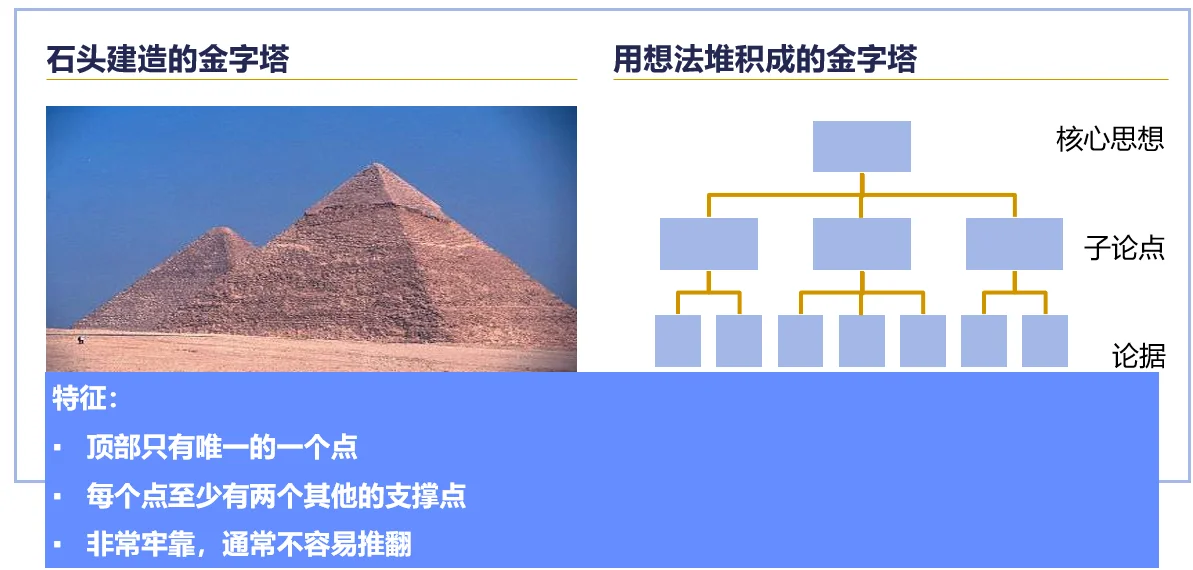 石头建造的金字塔
用想法堆积成的金字塔
核心思想
子论点
论据
特征：
▪ 顶部只有唯一的一个点
▪ 每个点至少有两个其他的支撑点
▪ 非常牢靠，通常不容易推翻